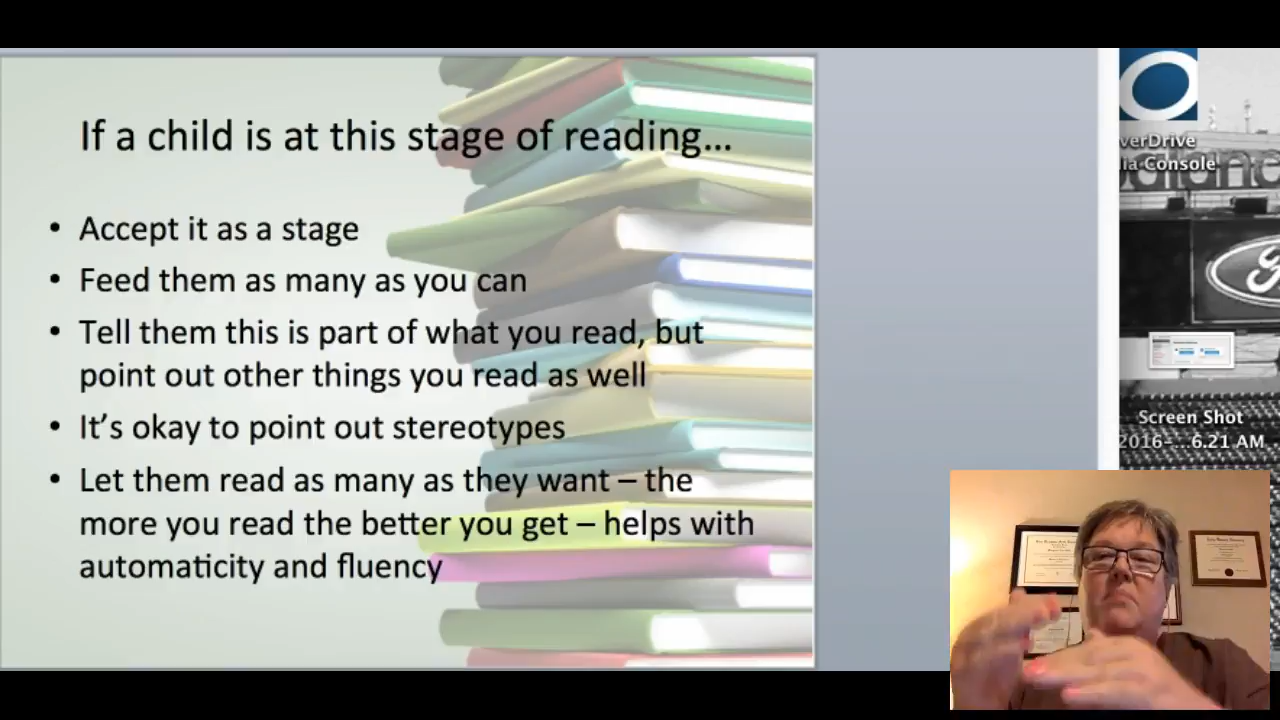 If a child is at this stage of reading...
• Accept it as a stage
• Feed them as many as you can
• Tell them this is part of what you read, but
point out other things you read as well
• It's okay to point out stereotypes
• Let them read as many as they want – the
more you read the better you get – helps with
automaticity and fluency
verDrive
ia Console
Screen Shot
2016-...6.21 AM